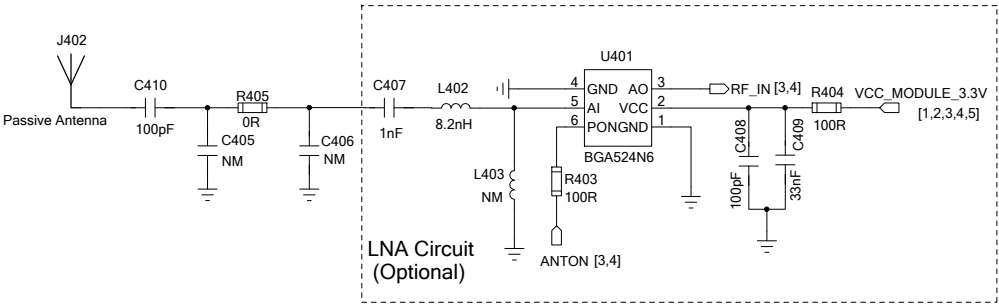 J402
Passive Antenna
C410
100pF
R405
0R
C405
NM
C406
NM
C407
1nF
L402
8.2nH
L403
NM
U401
4 GND AO 3
5 AI VCC 2
6 PON GND 1
BGA524N6
R403
100R
ANTON [3,4]
RF_IN [3,4]
R404
100R
VCC_MODULE_3.3V
[1,2,3,4,5]
C408
100pF
C409
33nF
LNA Circuit
(Optional)